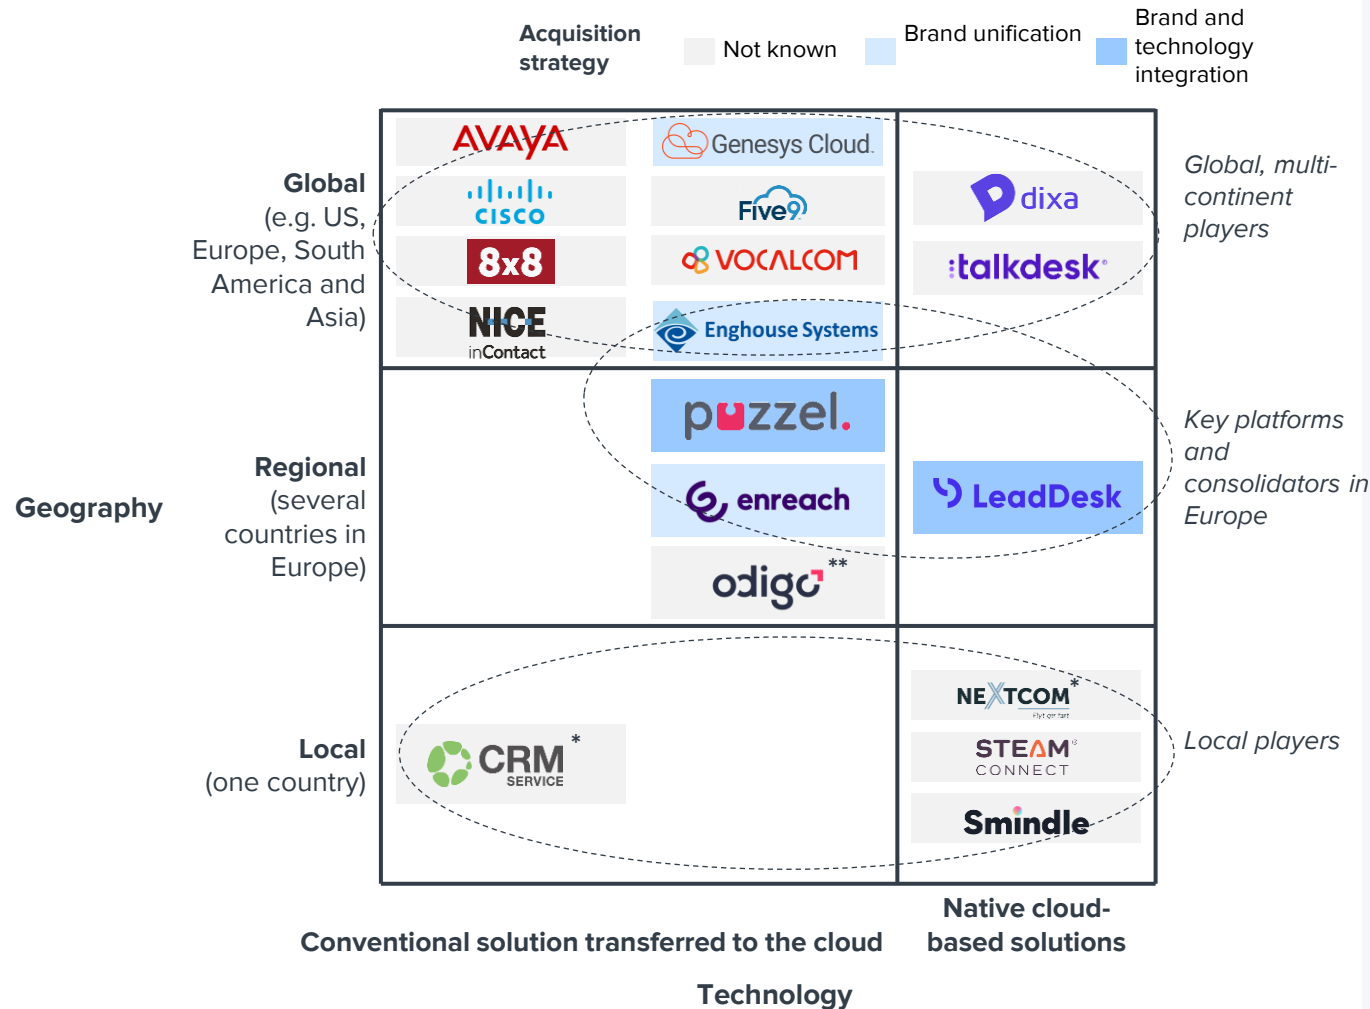 Acquisition
strategy
Not known
Brand unification
Brand and
technology
integration
Global
(e.g. US,
Europe, South
America and
Asia)
AVAYA
Genesys Cloud.
CISCO
Five9
dixa
8x8
VOCALCOM
:talkdesk®
NICE
inContact
Enghouse Systems
Global, multi-
continent
players
Geography
Regional
(several
countries in
Europe)
puzzel.
enreach
LeadDesk
odigo**
Key platforms
and
consolidators in
Europe
Local
(one country)
CRM*
SERVICE
NEXTCOM*
STEAM
CONNECT
Smindle
Local players
Conventional solution transferred to the cloud
Native cloud-
based solutions
Technology